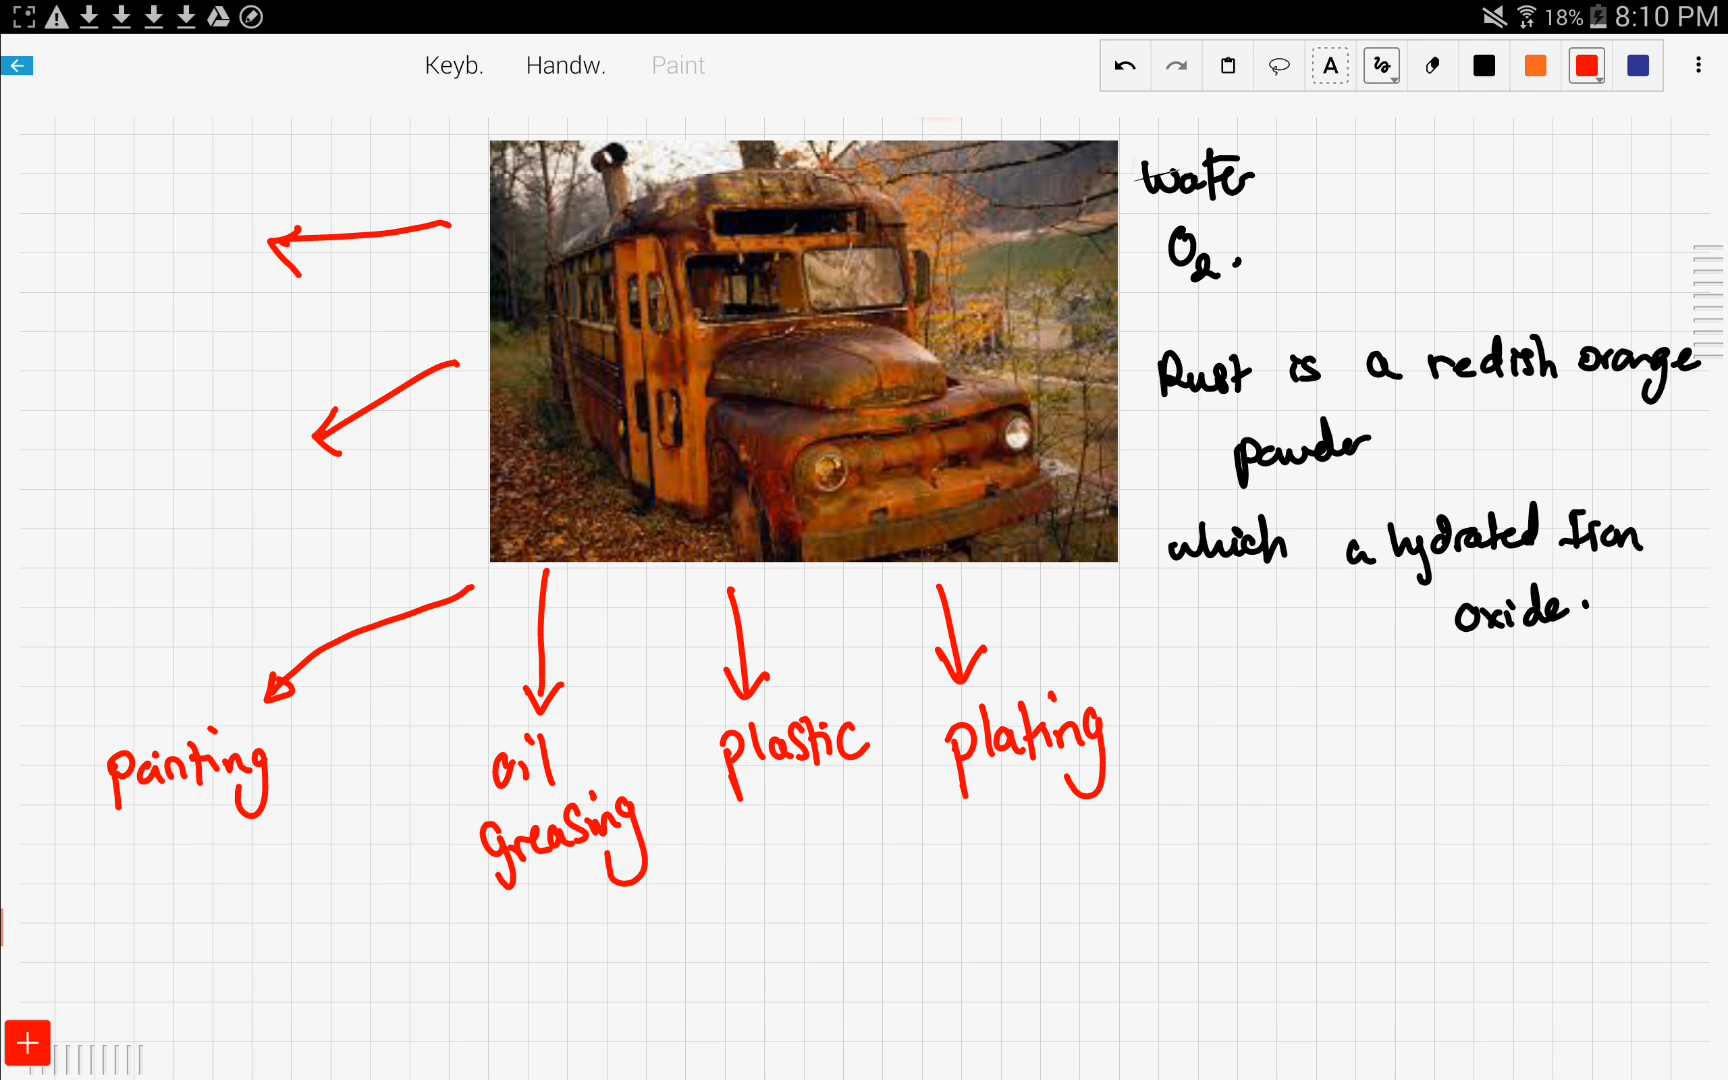 18% 8:10 PM
Keyb. Handw. Paint
A
water
O2.
Rust is a redish orange
powder
which a hydrated Iron
oxide.
painting
oil
greasing
plastic
plating